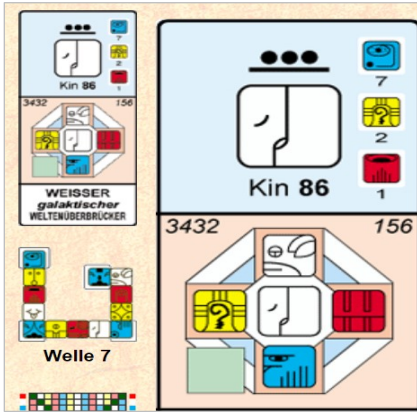 7
2
Kin 86
1
3432 156
WEISSER
galaktischer
WELTENÜBERBRÜCKER
Welle 7
7
2
Kin 86
1
3432 156